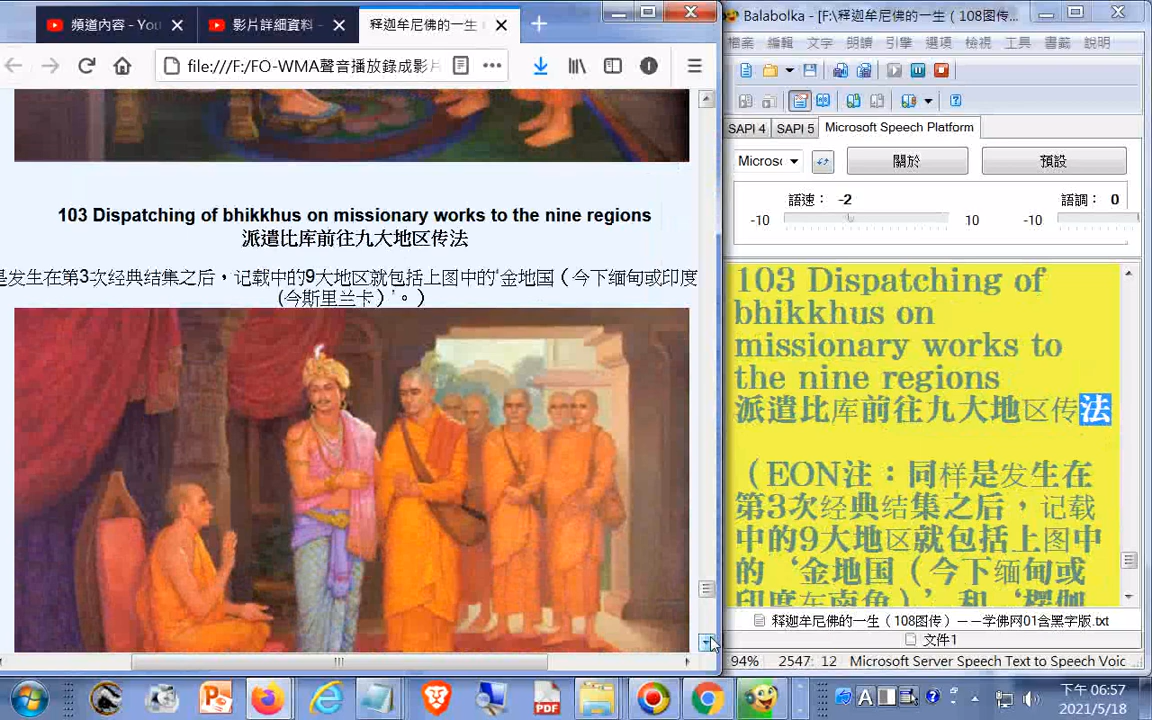 頻道內容 - You
影片詳細資料 -
释迦牟尼佛的一生
file:///F:/FO-WMA聲音播放錄成影片
103 Dispatching of bhikkhus on missionary works to the nine regions
派遣比库前往九大地区传法
是发生在第3次经典结集之后，记载中的9大地区就包括上图中的‘金地国（今下缅甸或印度
(今斯里兰卡）’。）
Balabolka - [F:\释迦牟尼佛的一生（108图传...
檔案 編輯 文字 朗讀 引擎 選項 檢視 工具 書籤 說明
SAPI 4 SAPI 5 Microsoft Speech Platform
Microsc 關於 預設
語速： -2 語調： 0
-10 10 -10
103 Dispatching of
bhikkhus on
missionary works to
the nine regions
派遣比库前往九大地区传法
（EON注：同样是发生在
第3次经典结集之后，记载
中的9大地区就包括上图中
的‘金地国（今下缅甸或
印度东南角）’和‘楞伽
释迦牟尼佛的一生（108图传）——学佛网01含黑字版.txt
文件1
94% 2547: 12 Microsoft Server Speech Text to Speech Voic
PDF
A
下午 06:57
2021/5/18